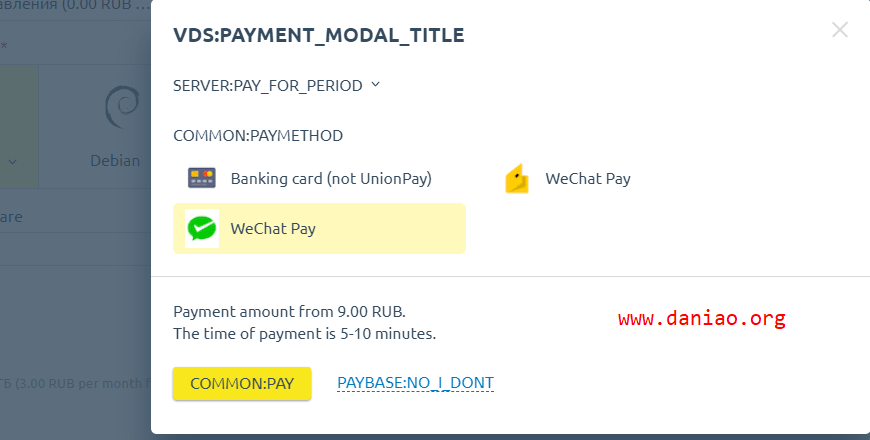 авления (0.00 RUB ...
VDS:PAYMENT_MODAL_TITLE
*
SERVER:PAY_FOR_PERIOD
COMMON:PAYMETHOD
Debian
Banking card (not UnionPay)
WeChat Pay
are
WeChat Pay
Payment amount from 9.00 RUB.
www.daniao.org
The time of payment is 5-10 minutes.
ГБ (3.00 RUB per month f
COMMON:PAY
PAYBASE:NO_I_DONT